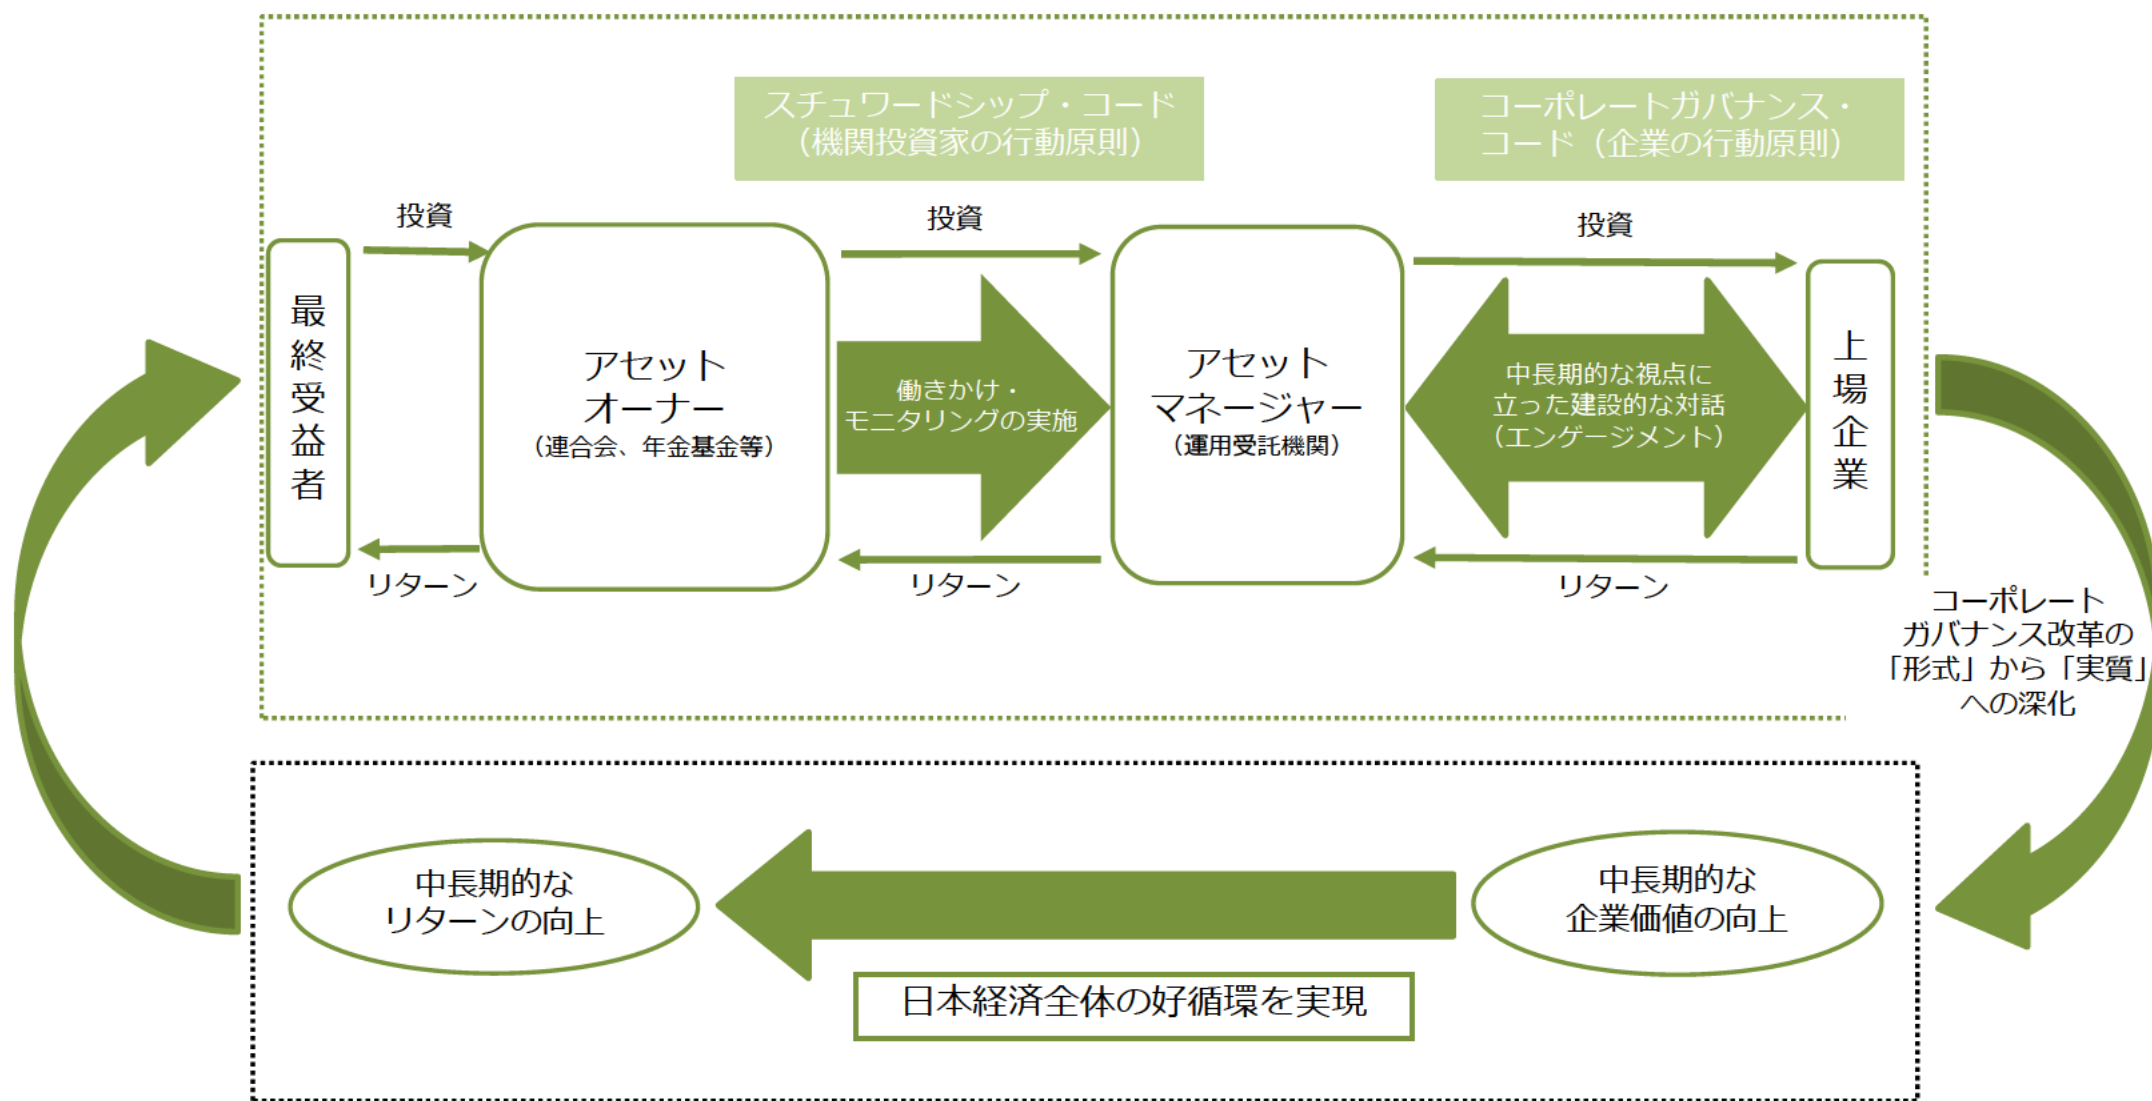 スチュワードシップ・コード
（機関投資家の行動原則）
コーポレートガバナンス・
コード（企業の行動原則）
投資
投資
投資
最終受益者
アセット
オーナー
（連合会、年金基金等）
働きかけ・
モニタリングの実施
アセット
マネージャー
（運用受託機関）
中長期的な視点に
立った建設的な対話
（エンゲージメント）
上場企業
リターン
リターン
リターン
コーポレート
ガバナンス改革の
「形式」から「実質」
への深化
中長期的な
リターンの向上
中長期的な
企業価値の向上
日本経済全体の好循環を実現